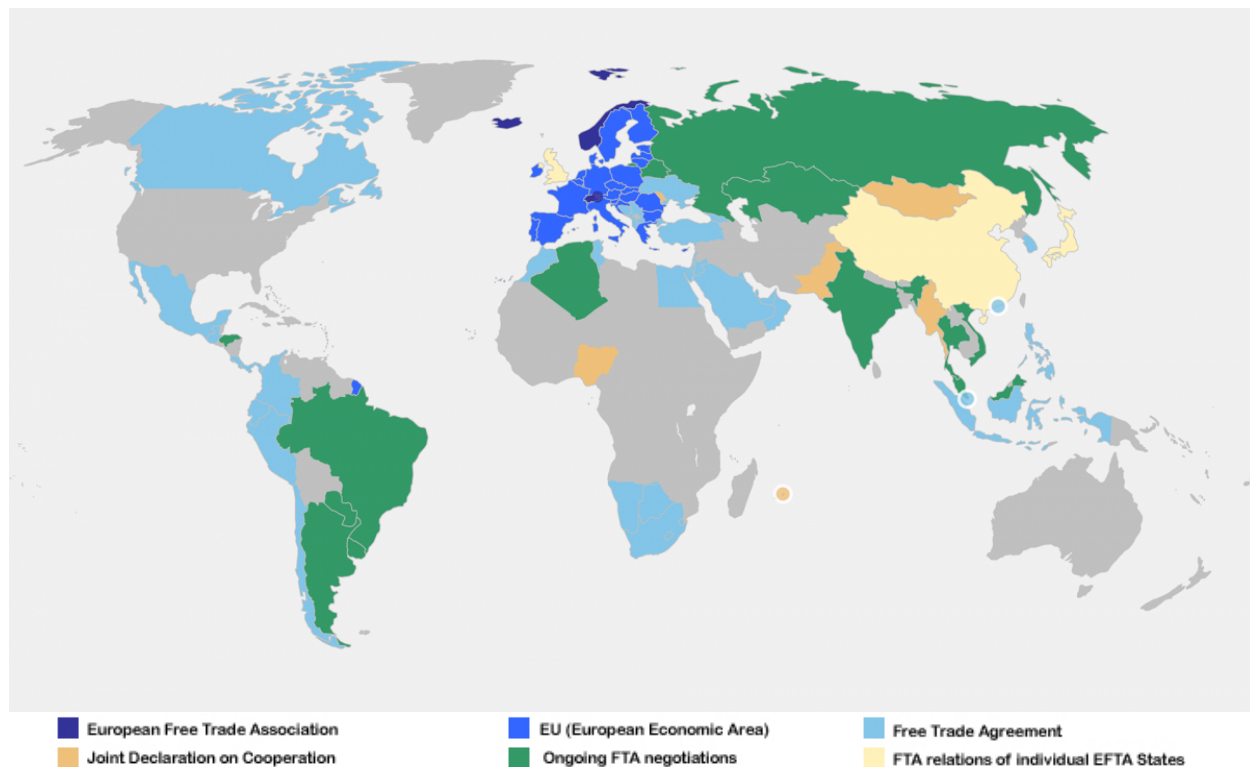 European Free Trade Association
EU (European Economic Area)
Free Trade Agreement
Joint Declaration on Cooperation
Ongoing FTA negotiations
FTA relations of individual EFTA States